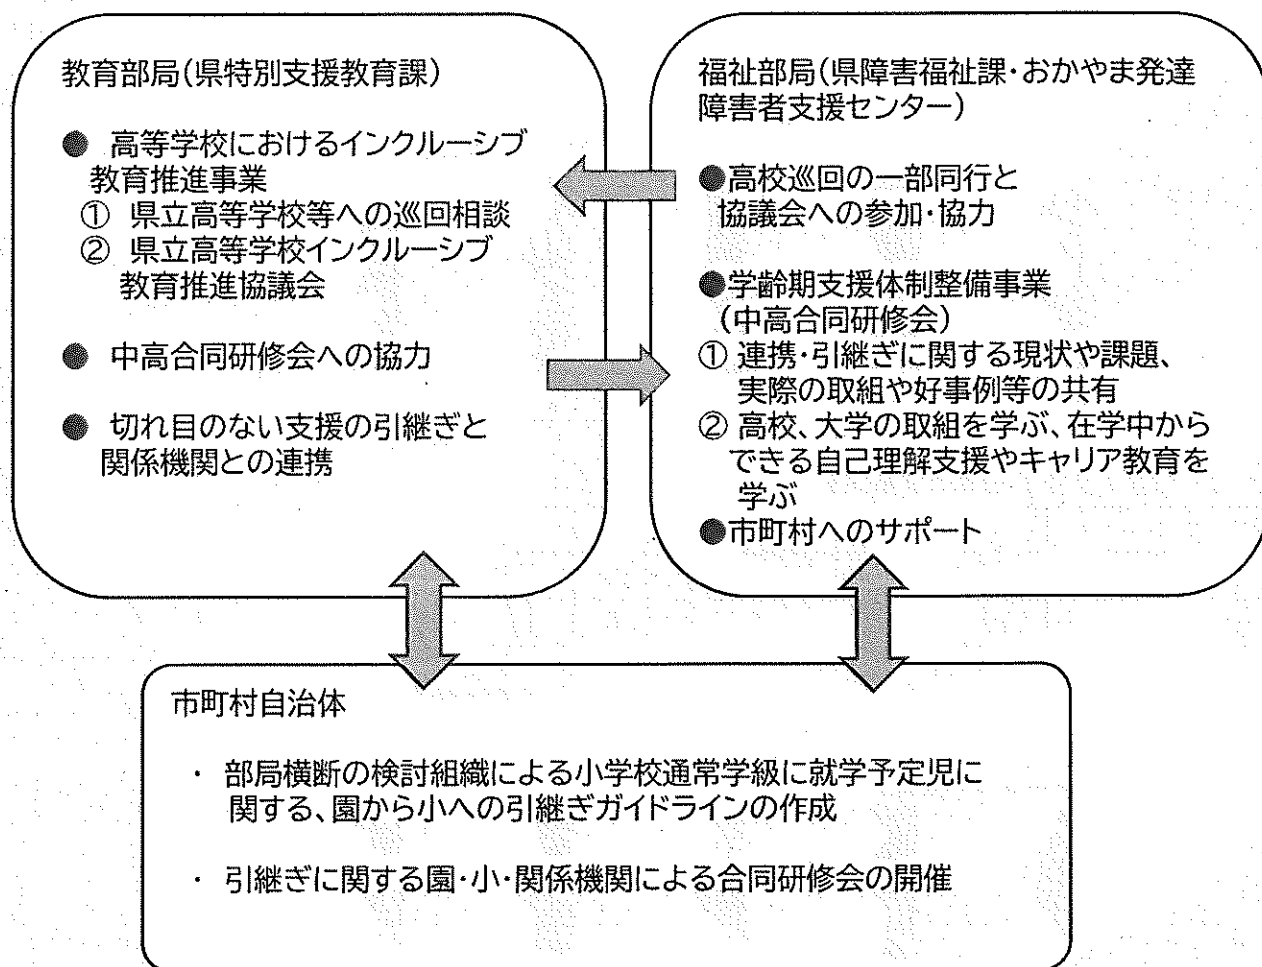 教育部局(県特別支援教育課)
● 高等学校におけるインクルーシブ
教育推進事業
① 県立高等学校等への巡回相談
② 県立高等学校インクルーシブ
教育推進協議会
● 中高合同研修会への協力
● 切れ目のない支援の引継ぎと
関係機関との連携
福祉部局(県障害福祉課・おかやま発達
障害者支援センター)
●高校巡回の一部同行と
協議会への参加・協力
●学齢期支援体制整備事業
(中高合同研修会)
① 連携・引継ぎに関する現状や課題、
実際の取組や好事例等の共有
② 高校、大学の取組を学ぶ、在学中から
できる自己理解支援やキャリア教育を
学ぶ
●市町村へのサポート
市町村自治体
・ 部局横断の検討組織による小学校通常学級に就学予定児に
関する、園から小への引継ぎガイドラインの作成
・ 引継ぎに関する園・小・関係機関による合同研修会の開催